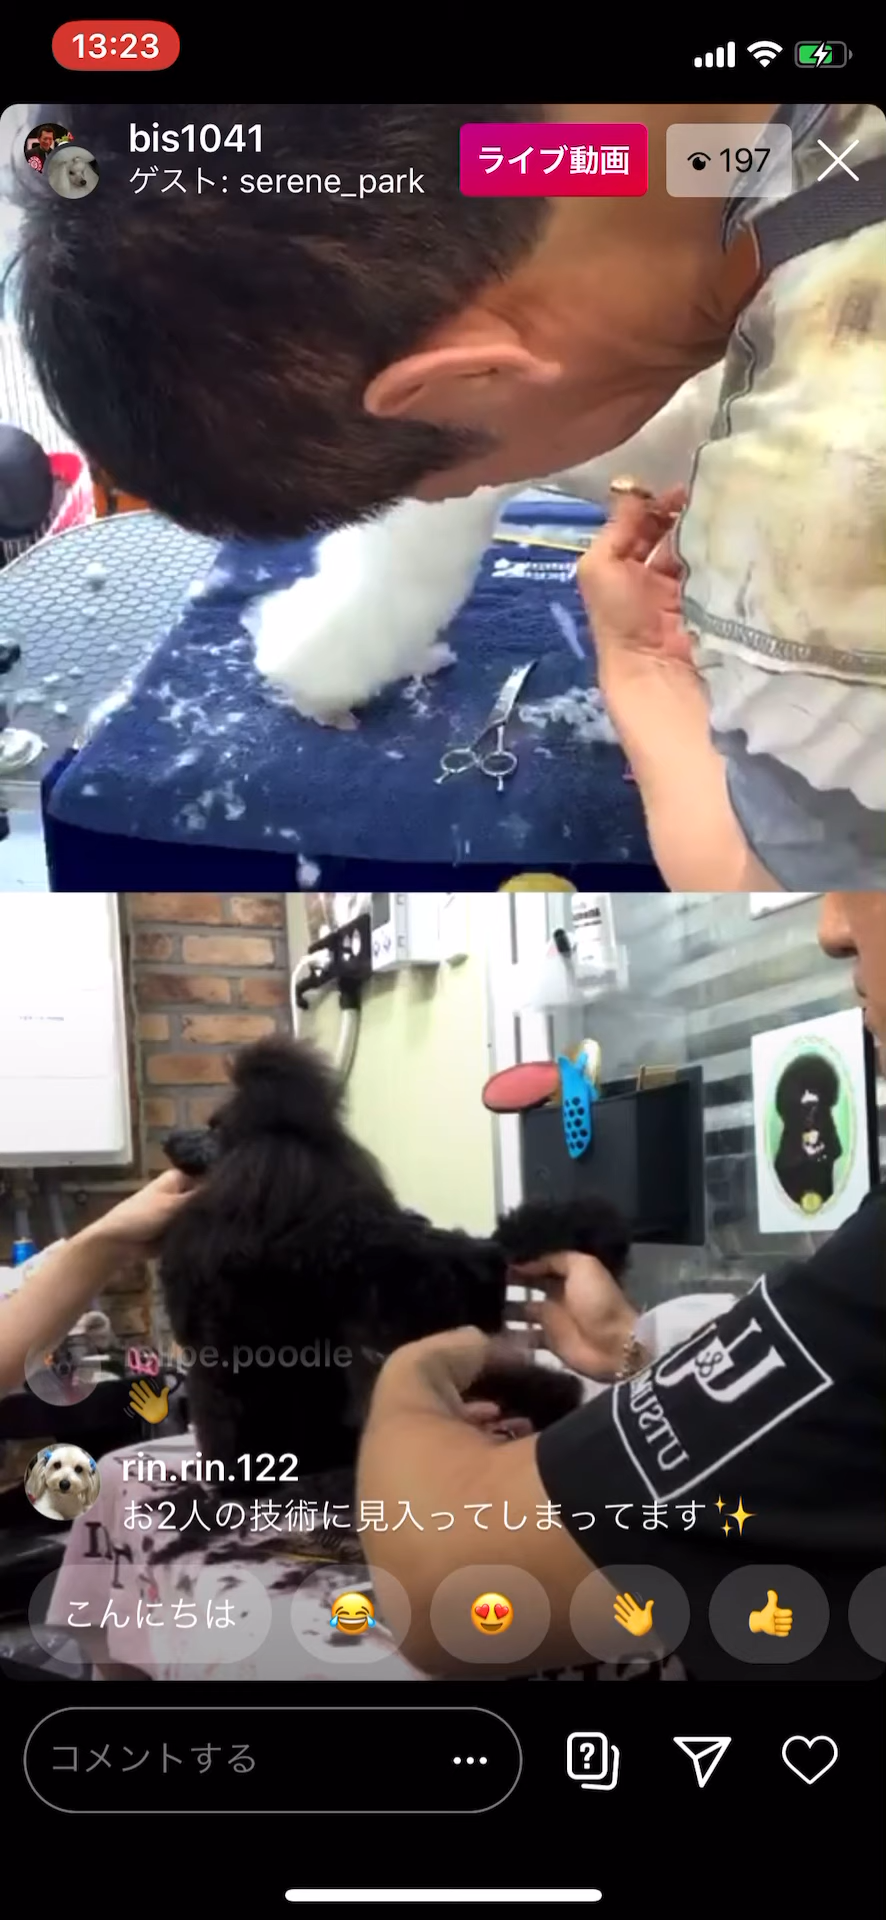 13:23
bis1041
ゲスト: serene_park
ライブ動画
197
.poodle
👋
rin.rin.122
お2人の技術に見入ってしまってます✨
こんにちは 😂 😍 👋 👍
コメントする